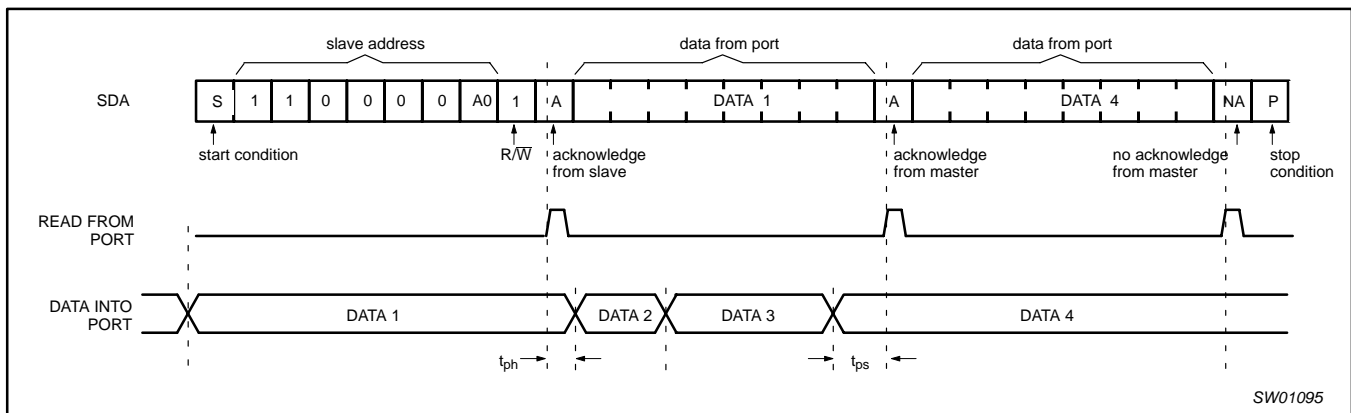 slave address data from port data from port
SDA S 1 1 0 0 0 0 A0 1 A DATA 1 A DATA 4 NA P
start condition R/W̅ acknowledge from slave acknowledge from master no acknowledge from master stop condition
READ FROM PORT
DATA INTO PORT DATA 1 DATA 2 DATA 3 DATA 4
tph tps
SW01095